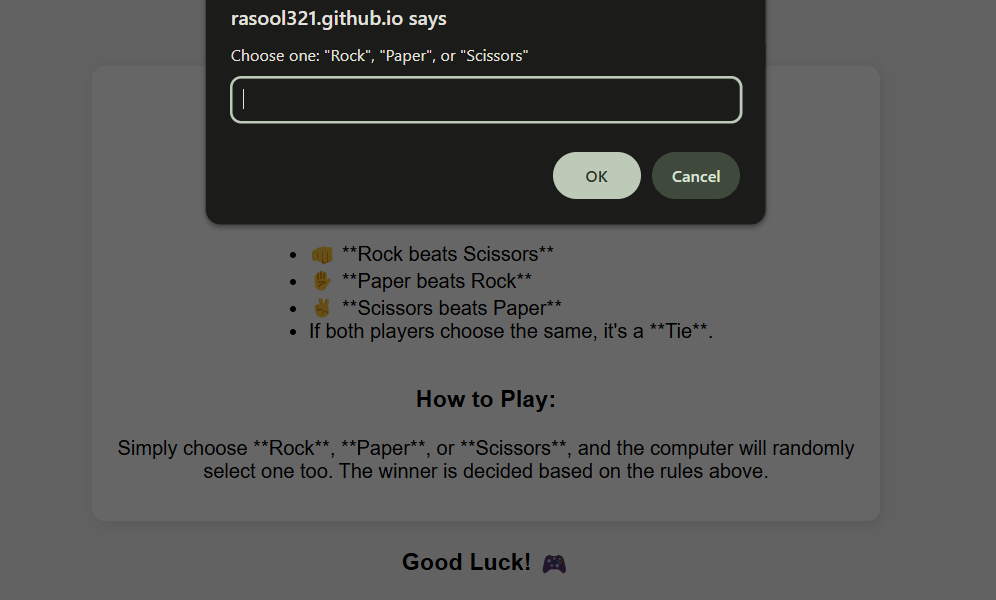 rasool321.github.io says
Choose one: "Rock", "Paper", or "Scissors"
OK
Cancel
👊 **Rock beats Scissors**
✋ **Paper beats Rock**
✌️ **Scissors beats Paper**
If both players choose the same, it's a **Tie**.
How to Play:
Simply choose **Rock**, **Paper**, or **Scissors**, and the computer will randomly
select one too. The winner is decided based on the rules above.
Good Luck! 🎮